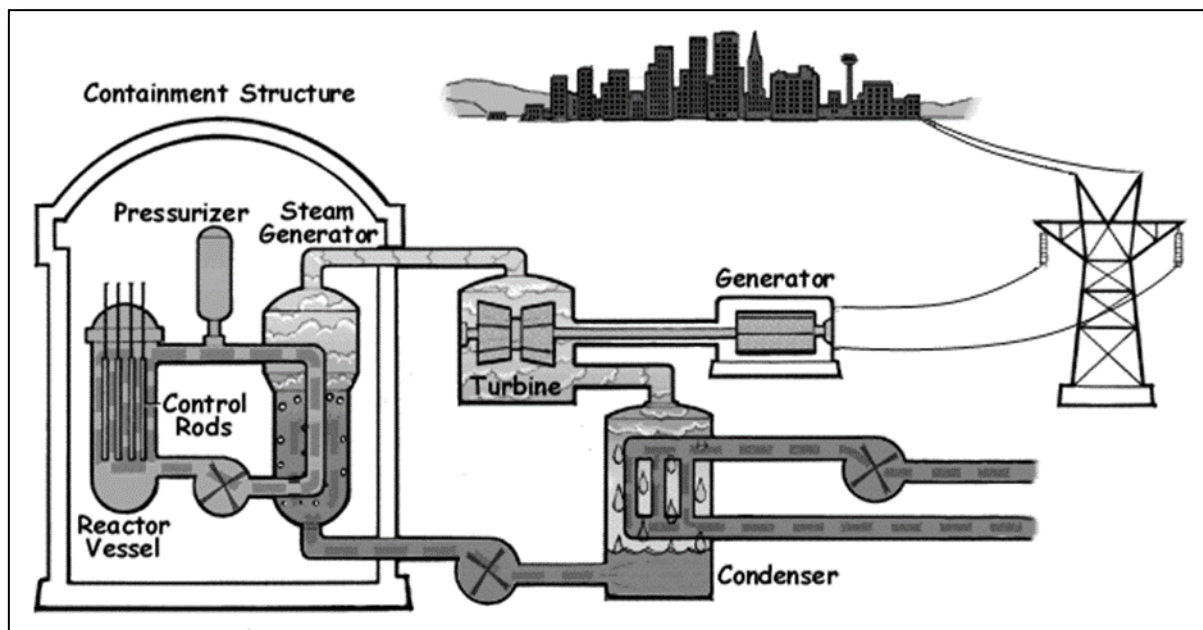 Containment Structure
Pressurizer
Steam
Generator
Generator
Turbine
Control
Rods
Reactor
Vessel
Condenser